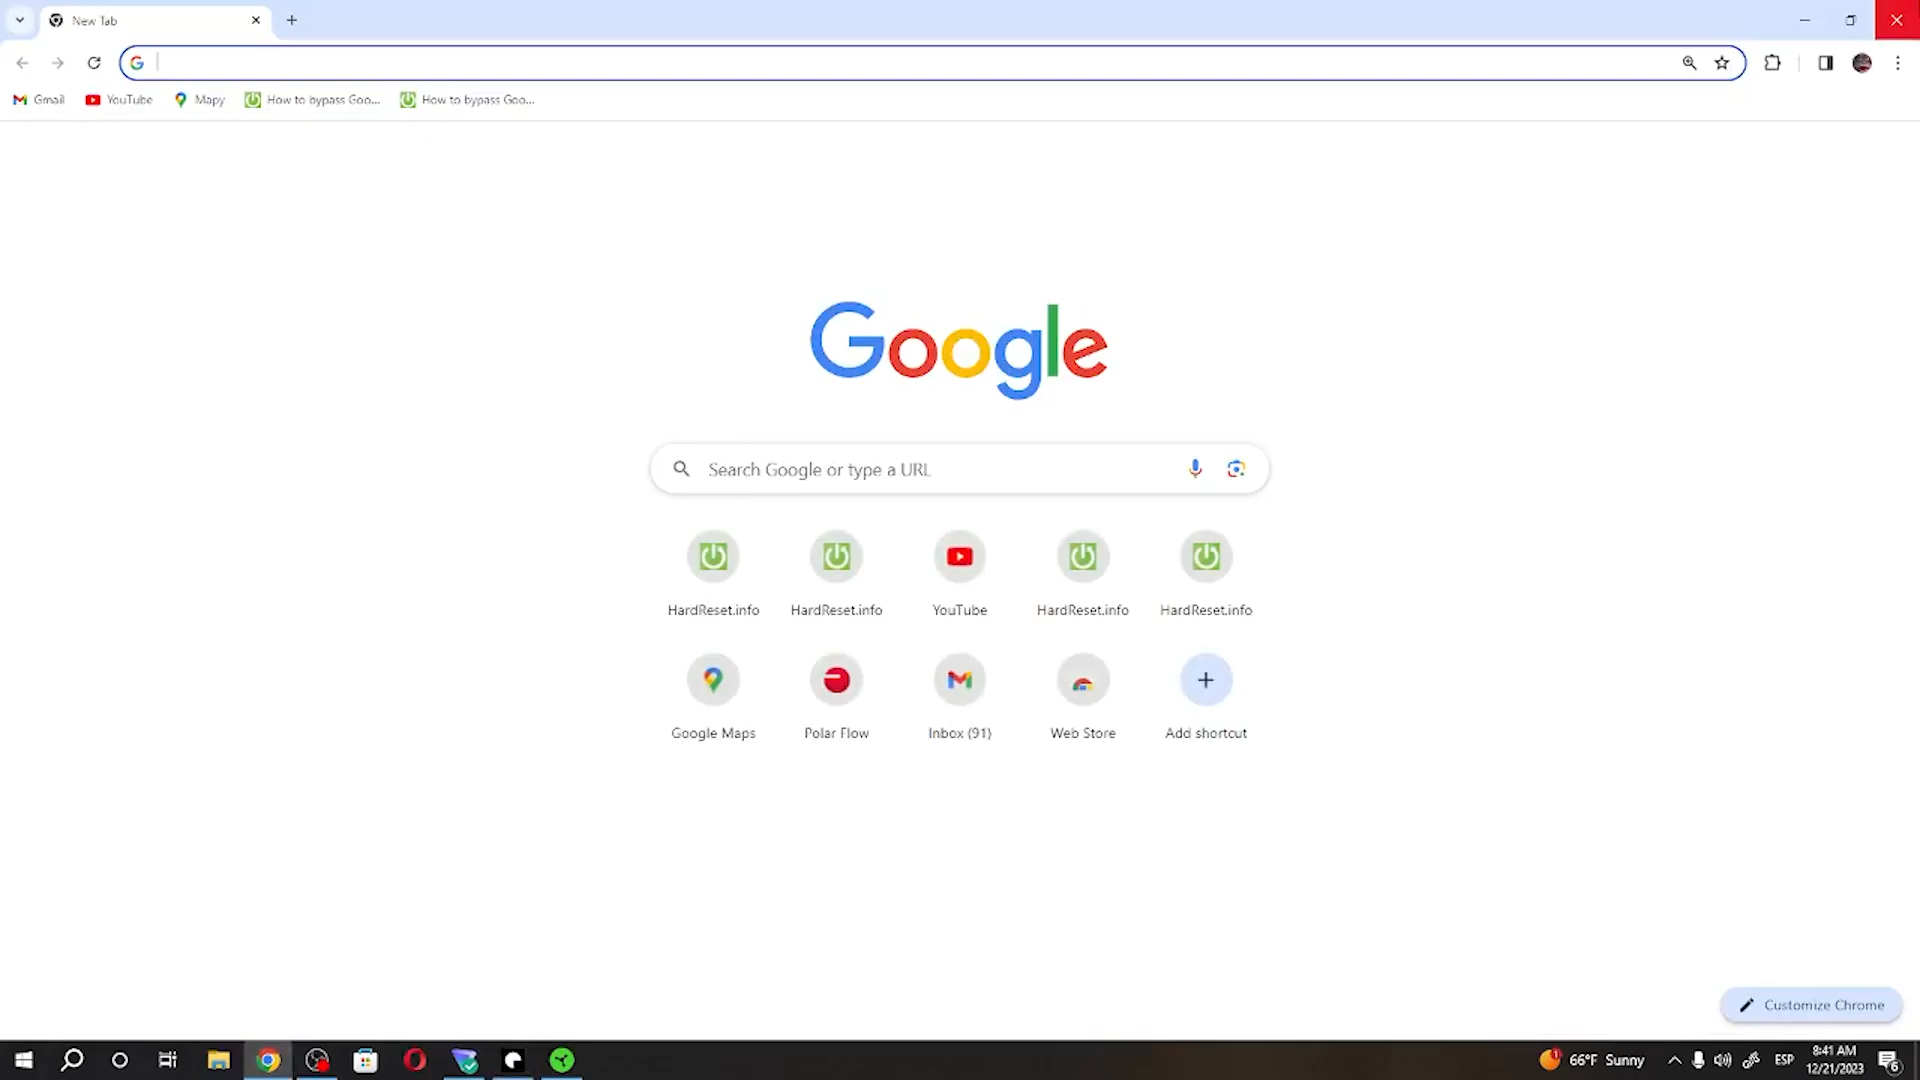 New Tab
Gmail YouTube Mapy How to bypass Goo... How to bypass Goo...
Google
Search Google or type a URL
HardReset.info HardReset.info YouTube HardReset.info HardReset.info
Google Maps Polar Flow Inbox (91) Web Store Add shortcut
Customize Chrome
66°F Sunny ESP 8:41 AM
12/21/2023 6